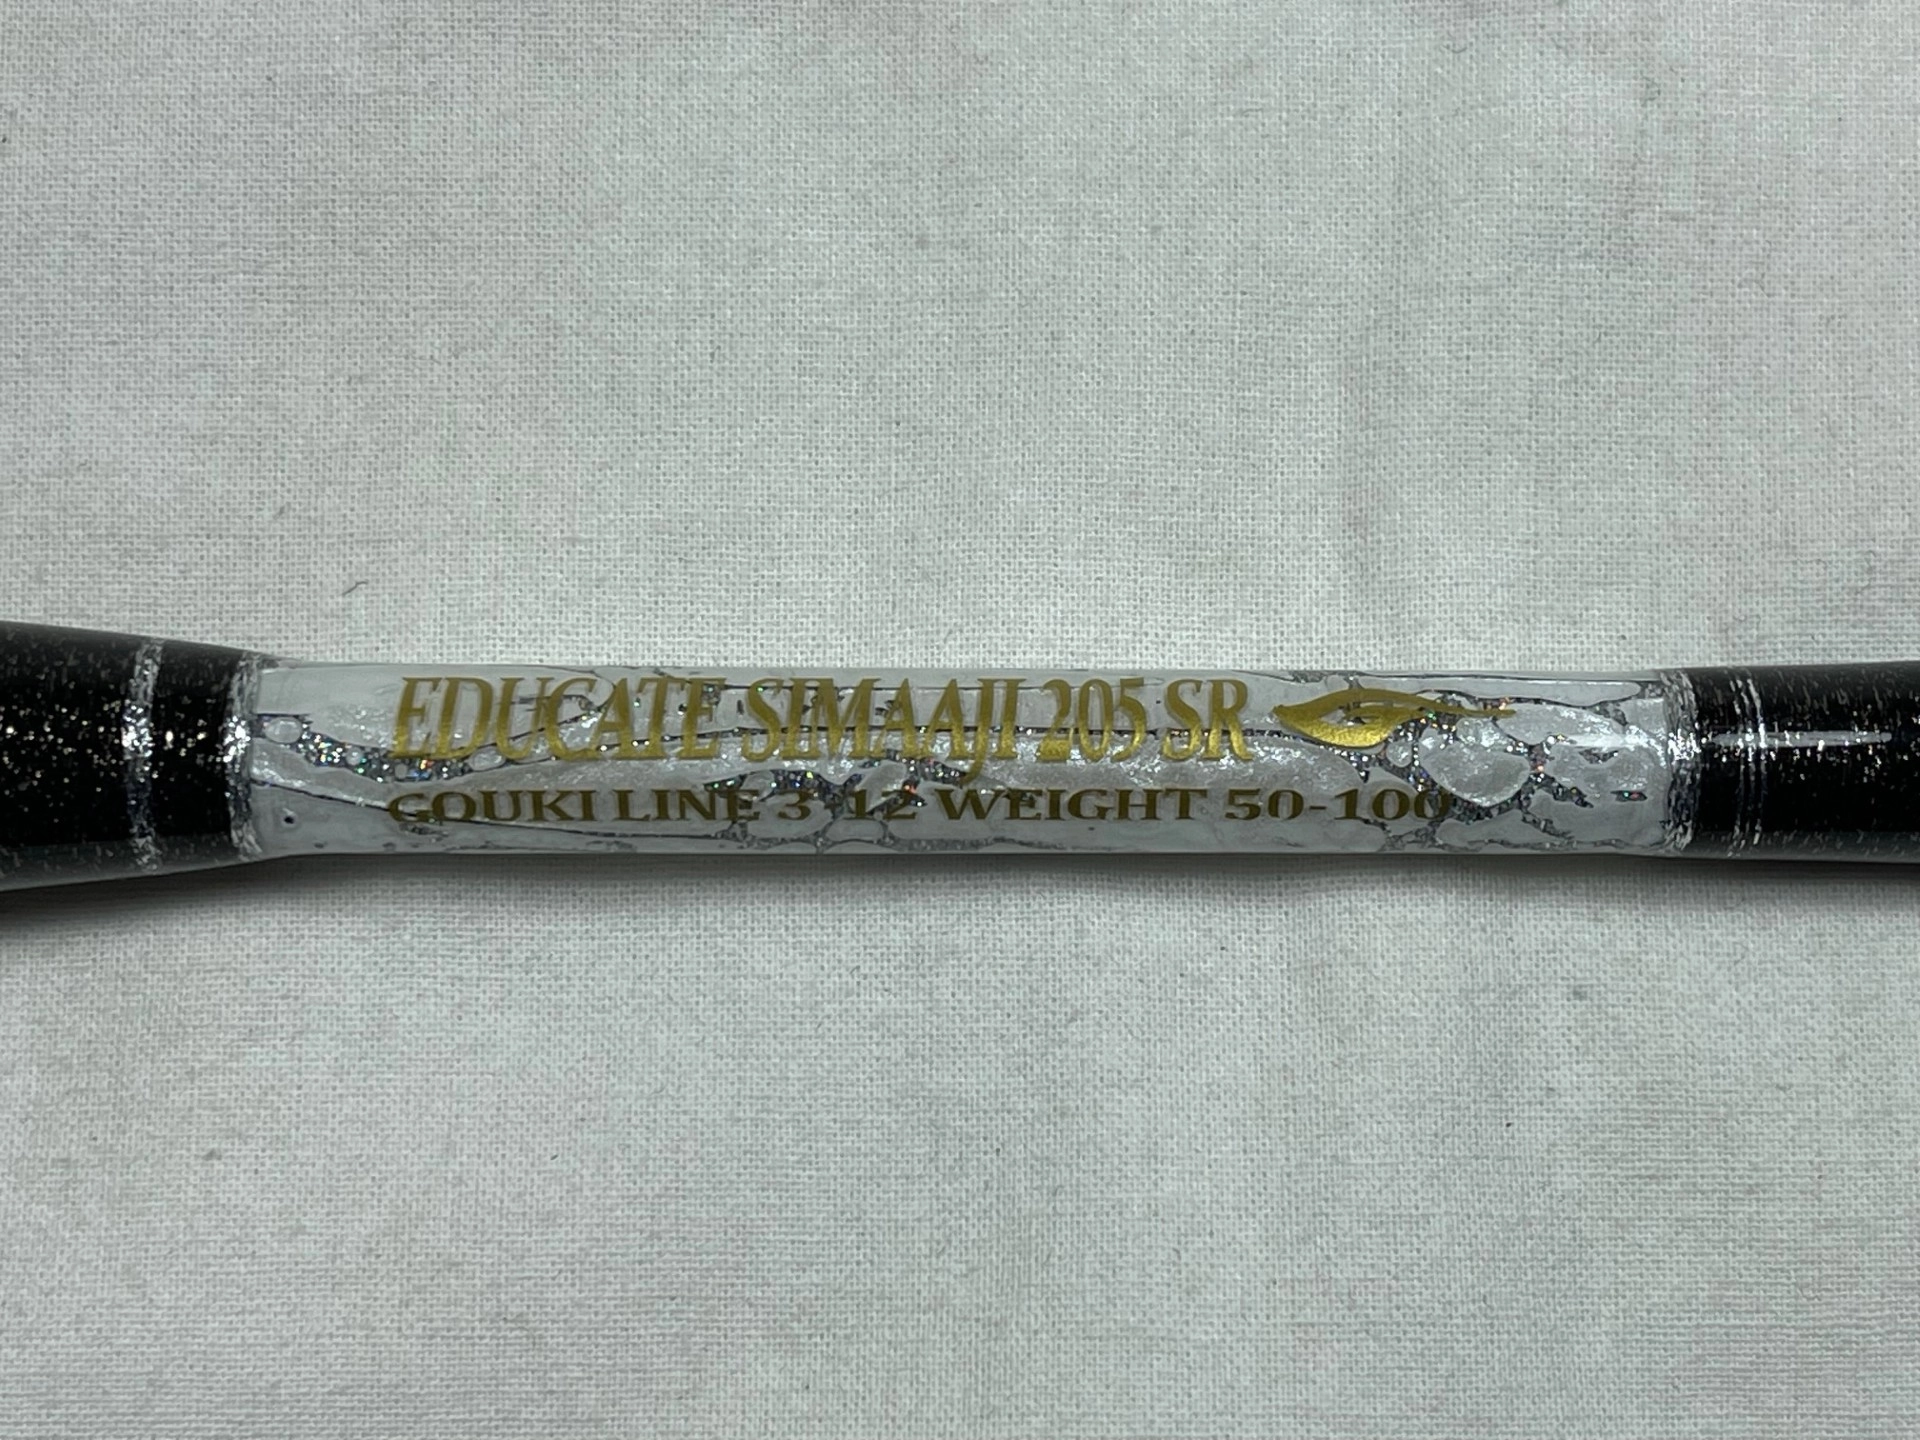 EDUCATE SIMAAJI 205 SR
GOUKI LINE 3-12 WEIGHT 50-100